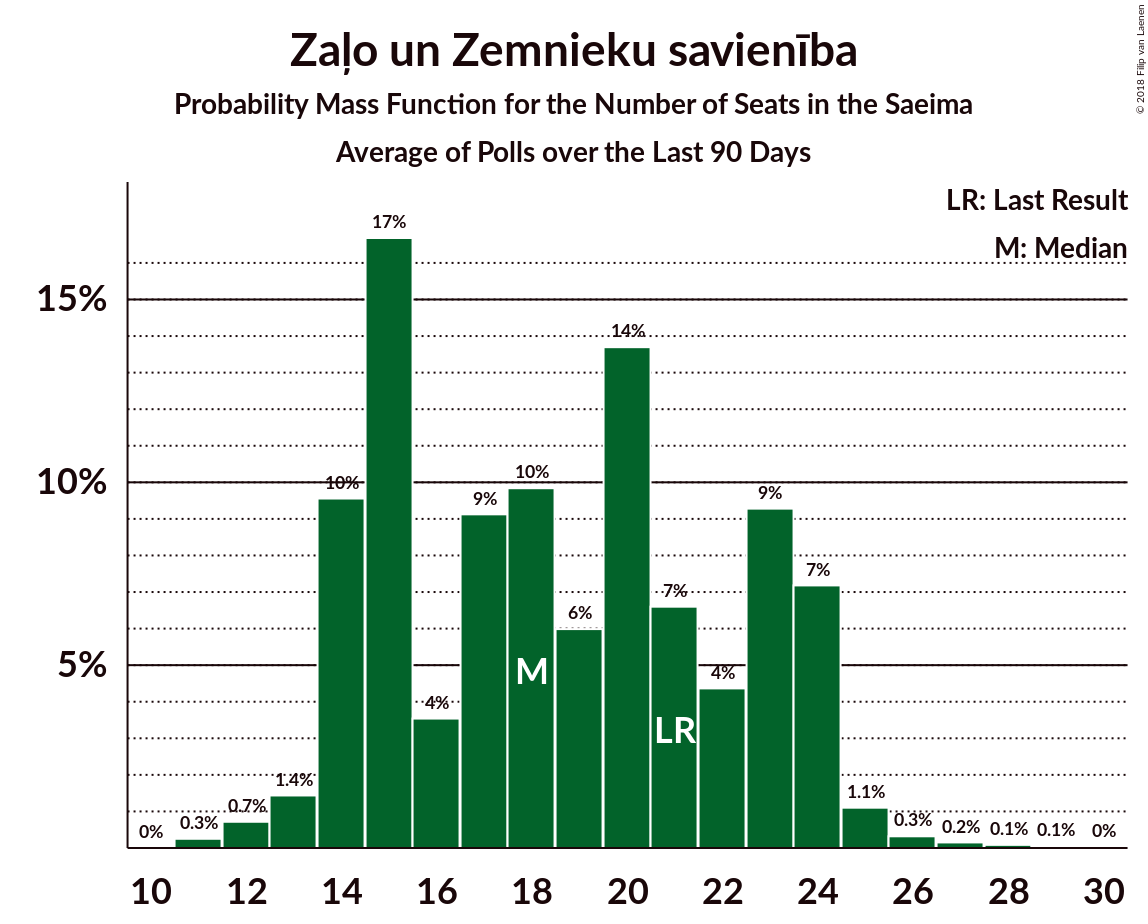 Zaļo un Zemnieku savienība
Probability Mass Function for the Number of Seats in the Saeima
Average of Polls over the Last 90 Days
© 2018 Filip van Laenen
LR: Last Result
M: Median
15%
10%
5%
0%
0.3%
0.7%
1.4%
10%
17%
4%
9%
10%
6%
14%
7%
4%
9%
7%
1.1%
0.3%
0.2%
0.1%
0.1%
0%
M
LR
10 12 14 16 18 20 22 24 26 28 30